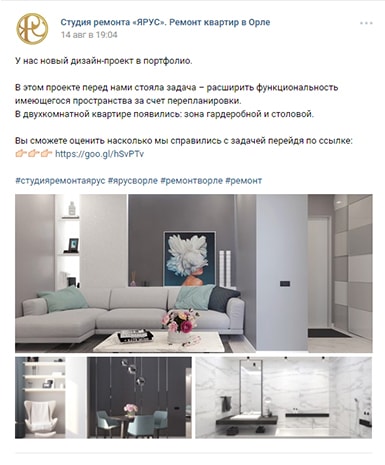 Студия ремонта «ЯРУС». Ремонт квартир в Орле
14 авг в 19:04
У нас новый дизайн-проект в портфолио.
В этом проекте перед нами стояла задача – расширить функциональность
имеющегося пространства за счет перепланировки.
В двухкомнатной квартире появились: зона гардеробной и столовой.
Вы сможете оценить насколько мы справились с задачей перейдя по ссылке:
👉🏻👉🏻👉🏻 https://goo.gl/hSvPTv
#студияремонтаярус #ярусворле #ремонтворле #ремонт